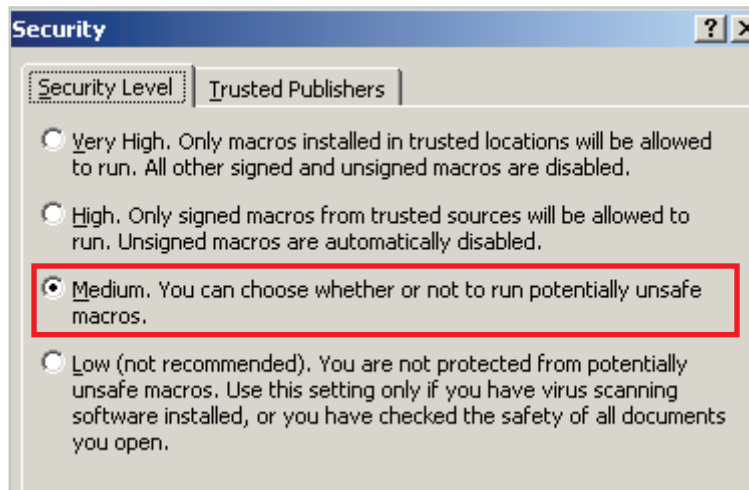 Security
?
Security Level
Trusted Publishers
Very High. Only macros installed in trusted locations will be allowed
to run. All other signed and unsigned macros are disabled.
High. Only signed macros from trusted sources will be allowed to
run. Unsigned macros are automatically disabled.
Medium. You can choose whether or not to run potentially unsafe
macros.
Low (not recommended). You are not protected from potentially
unsafe macros. Use this setting only if you have virus scanning
software installed, or you have checked the safety of all documents
you open.